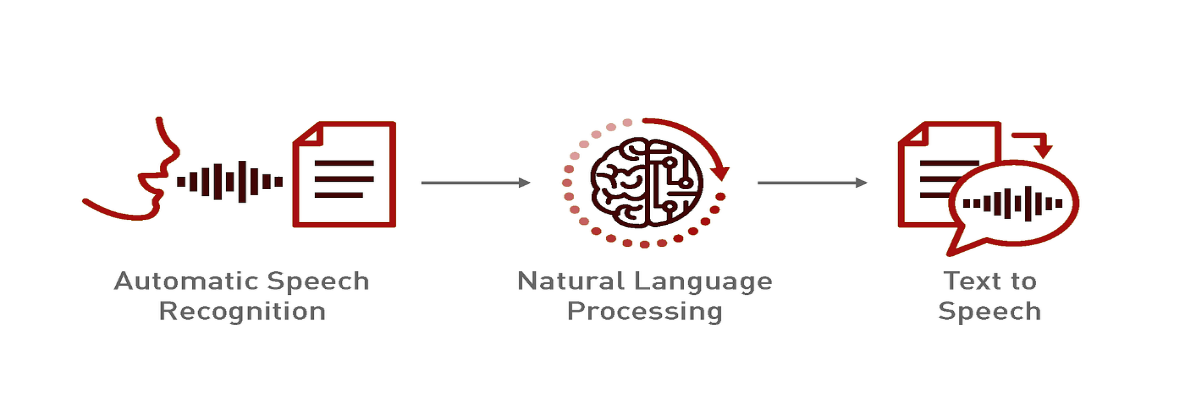 Automatic Speech
Recognition
Natural Language
Processing
Text to
Speech